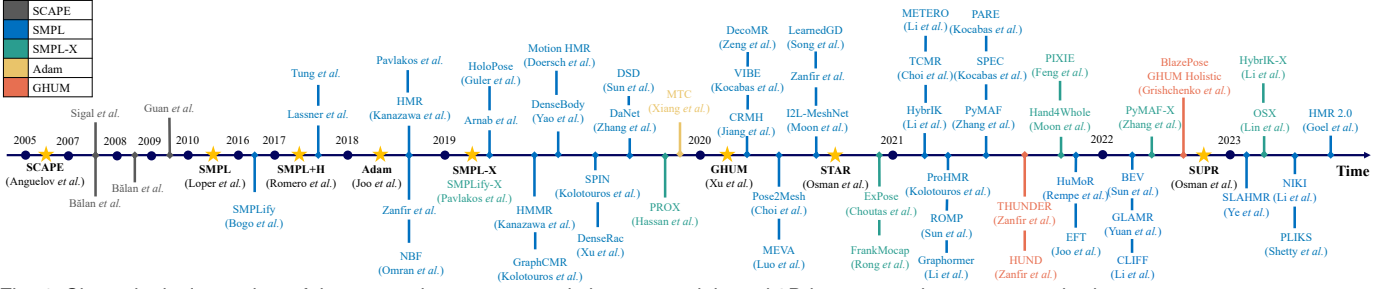 SCAPE
SMPL
SMPL-X
Adam
GHUM
Sigal et al.
Guan et al.
Tung et al.
Lassner et al.
Pavlakos et al.
HMR
(Kanazawa et al.)
HoloPose
(Guler et al.)
Arnab et al.
Motion HMR
(Doersch et al.)
DenseBody
(Yao et al.)
DSD
(Sun et al.)
DaNet
(Zhang et al.)
MTC
(Xiang et al.)
DecoMR
(Zeng et al.)
VIBE
(Kocabas et al.)
CRMH
(Jiang et al.)
LearnedGD
(Song et al.)
Zanfir et al.
I2L-MeshNet
(Moon et al.)
METERO
(Li et al.)
TCMR
(Choi et al.)
HybrIK
(Li et al.)
PARE
(Kocabas et al.)
SPEC
(Kocabas et al.)
PyMAF
(Zhang et al.)
PIXIE
(Feng et al.)
Hand4Whole
(Moon et al.)
PyMAF-X
(Zhang et al.)
BlazePose
GHUM Holistic
(Grishchenko et al.)
HybrIK-X
(Li et al.)
OSX
(Lin et al.)
HMR 2.0
(Goel et al.)
2005
2007
2008
2009
2010
2016
2017
2018
2019
2020
2021
2022
2023
Time
SCAPE
(Anguelov et al.)
Bălan et al.
Bălan et al.
SMPL
(Loper et al.)
SMPLify
(Bogo et al.)
SMPL+H
(Romero et al.)
Adam
(Joo et al.)
Zanfir et al.
NBF
(Omran et al.)
SMPL-X
SMPLify-X
(Pavlakos et al.)
HMMR
(Kanazawa et al.)
GraphCMR
(Kolotouros et al.)
SPIN
(Kolotouros et al.)
DenseRac
(Xu et al.)
PROX
(Hassan et al.)
GHUM
(Xu et al.)
Pose2Mesh
(Choi et al.)
MEVA
(Luo et al.)
STAR
(Osman et al.)
ExPose
(Choutas et al.)
FrankMocap
(Rong et al.)
ProHMR
(Kolotouros et al.)
ROMP
(Sun et al.)
Graphormer
(Li et al.)
THUNDER
(Zanfir et al.)
HUND
(Zanfir et al.)
HuMoR
(Rempe et al.)
EFT
(Joo et al.)
BEV
(Sun et al.)
GLAMR
(Yuan et al.)
CLIFF
(Li et al.)
SUPR
(Osman et al.)
SLAHMR
(Ye et al.)
NIKI
(Li et al.)
PLIKS
(Shetty et al.)